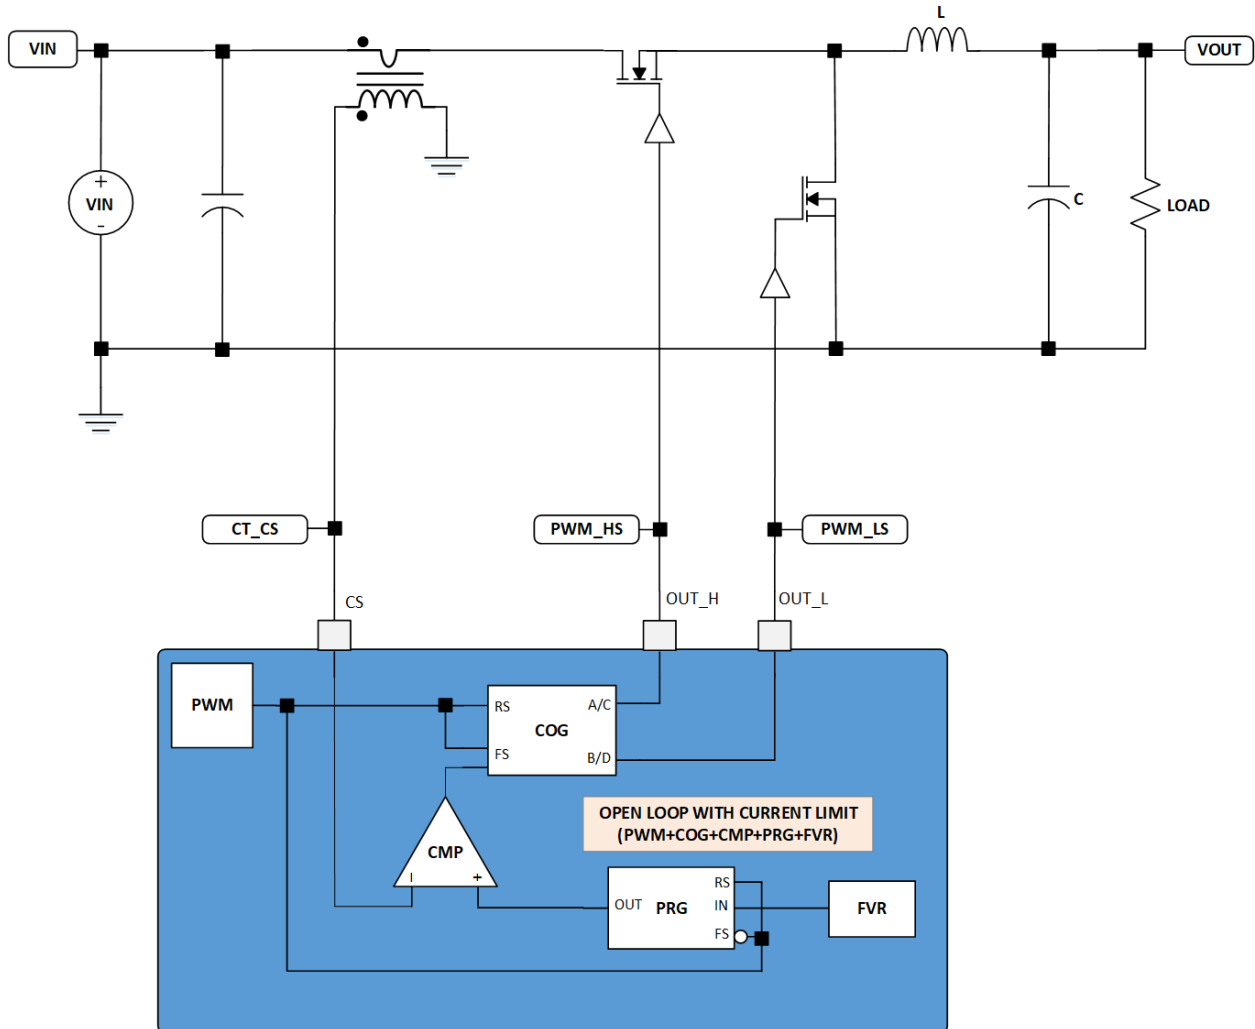 L
VIN
VOUT
+
VIN
-
C
LOAD
CT_CS
PWM_HS
PWM_LS
CS
OUT_H
OUT_L
PWM
RS
A/C
COG
FS
B/D
OPEN LOOP WITH CURRENT LIMIT
(PWM+COG+CMP+PRG+FVR)
CMP
- +
RS
OUT
PRG
IN
FVR
FS